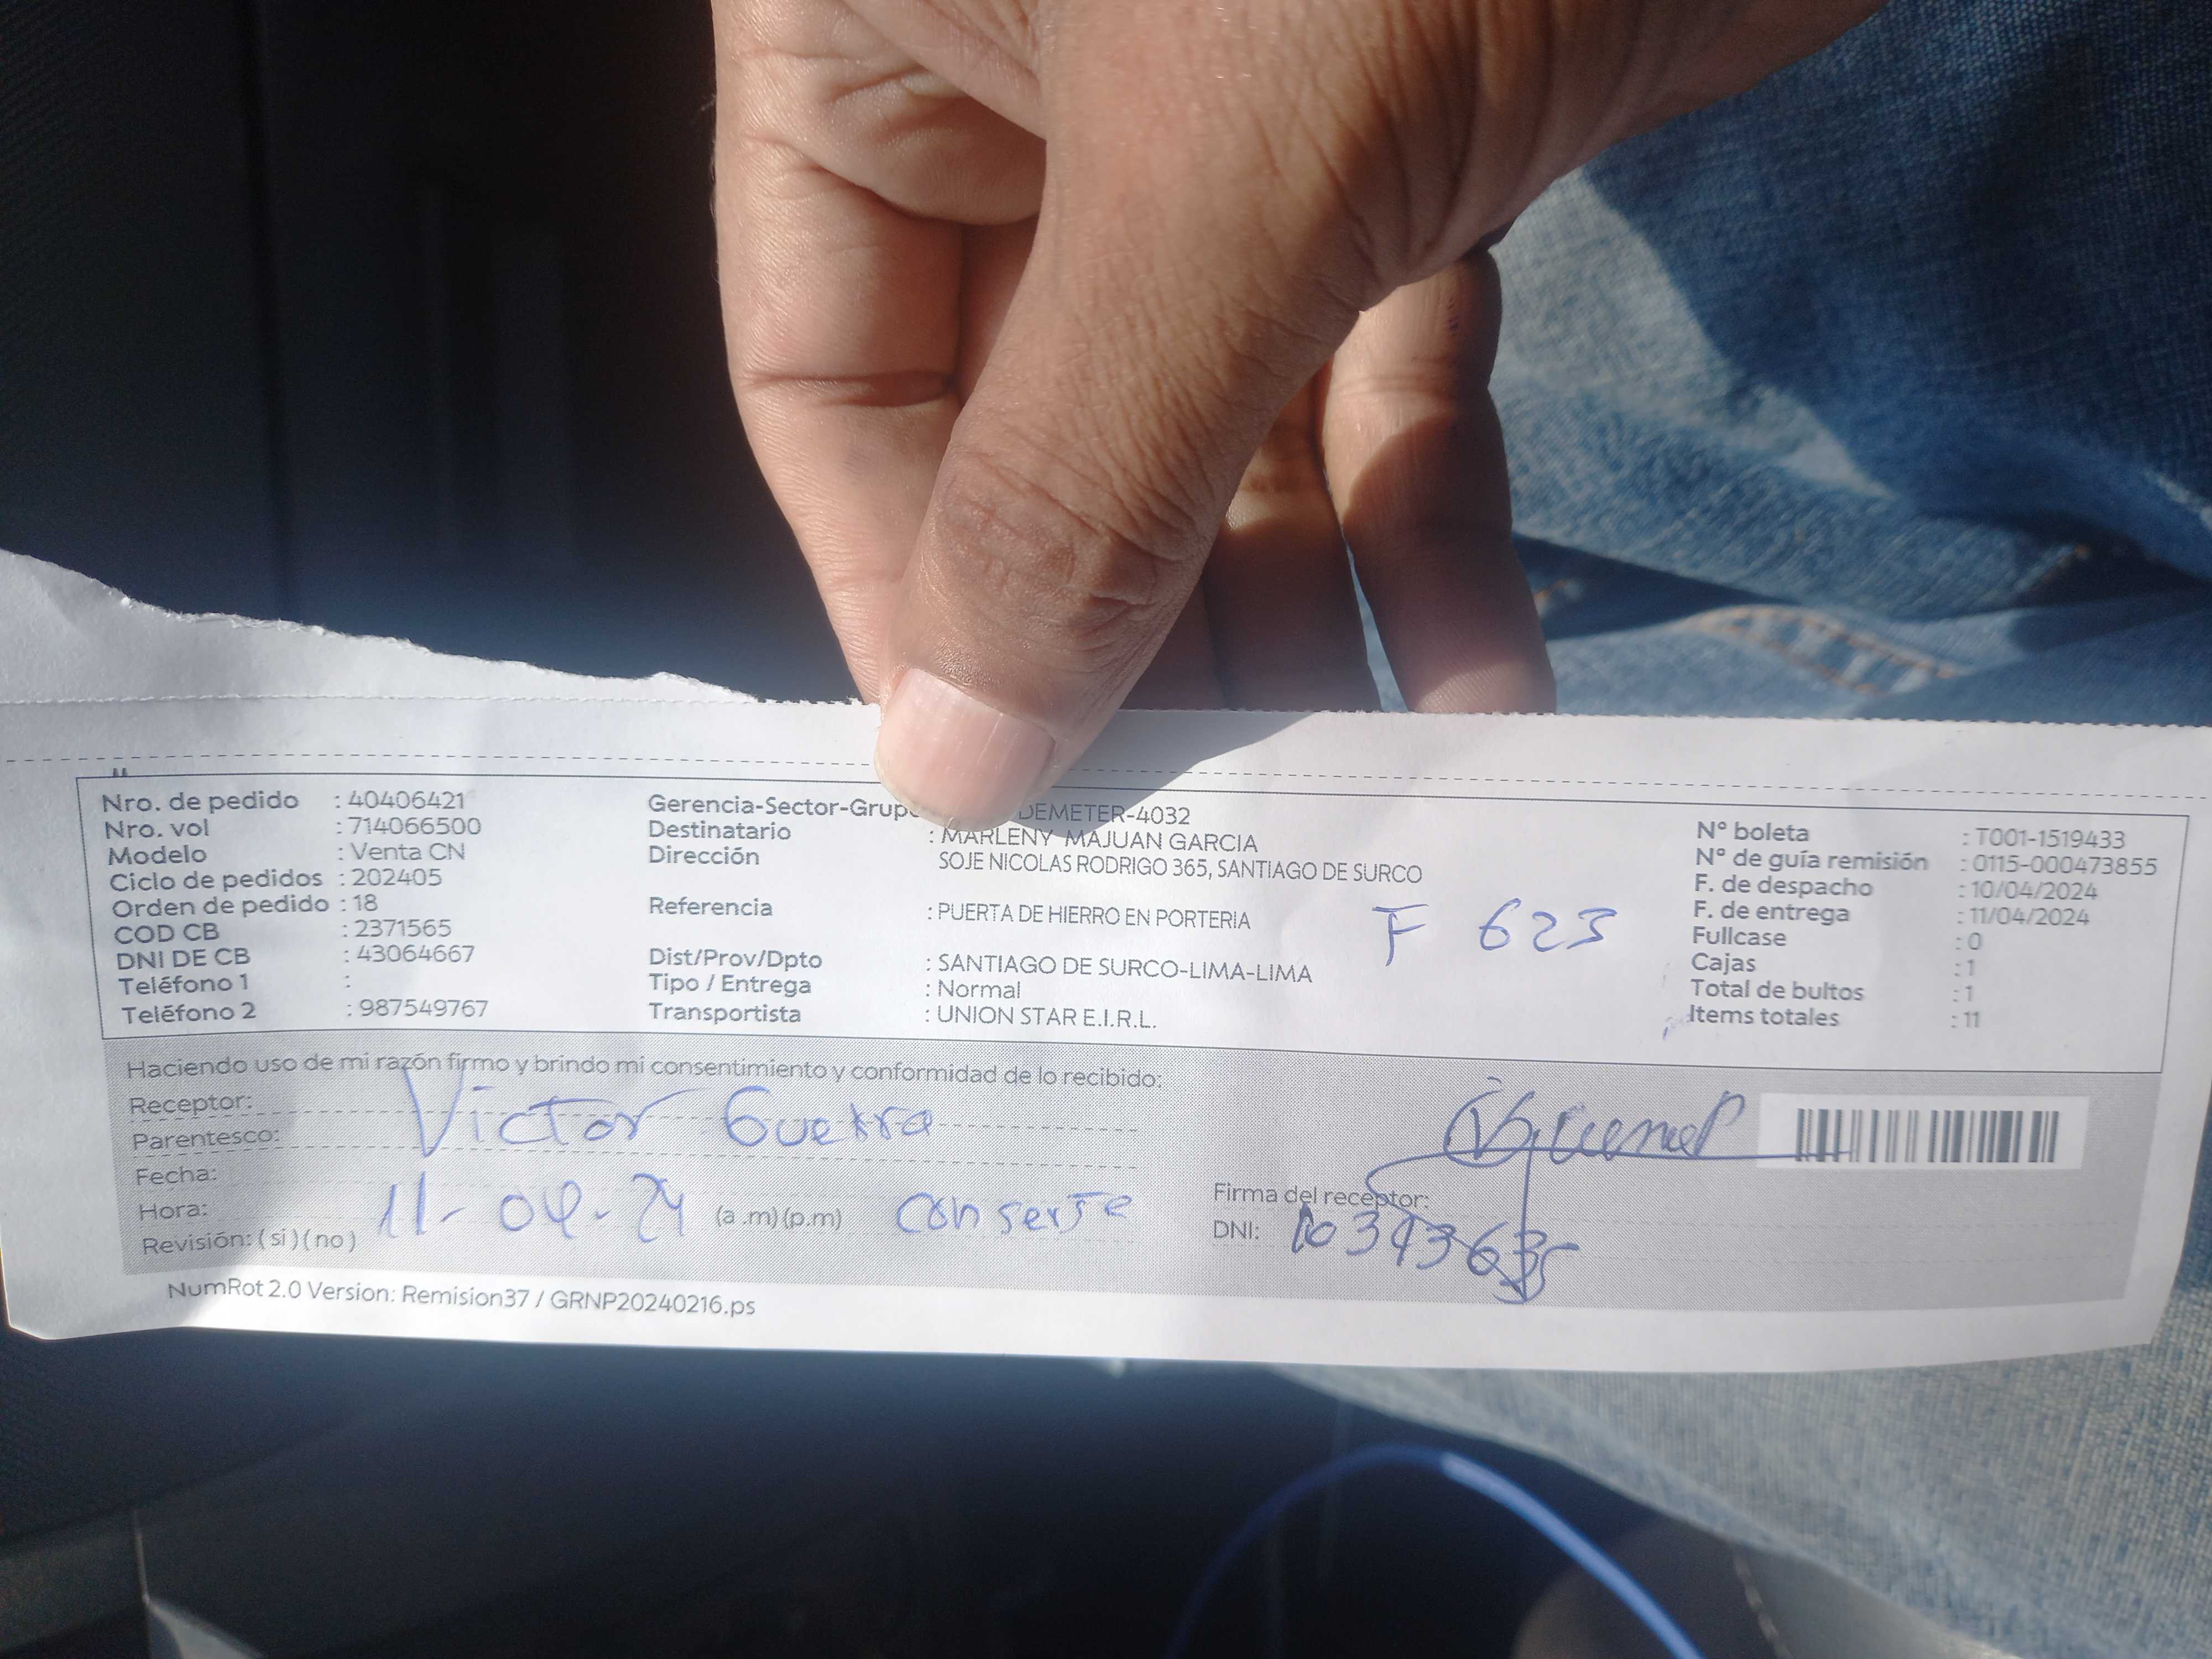 Nro. de pedido : 40406421
Nro. vol : 714066500
Modelo : Venta CN
Ciclo de pedidos : 202405
Orden de pedido : 18
COD CB : 2371565
DNI DE CB : 43064667
Teléfono 1 :
Teléfono 2 : 987549767
Gerencia-Sector-Grup DEMETER-4032
Destinatario : MARLENY MAJUAN GARCIA
Dirección SOJE NICOLAS RODRIGO 365, SANTIAGO DE SURCO
Referencia : PUERTA DE HIERRO EN PORTERIA
F 623
Dist/Prov/Dpto : SANTIAGO DE SURCO-LIMA-LIMA
Tipo / Entrega : Normal
Transportista : UNION STAR E.I.R.L.
N° boleta : T001-1519433
N° de guía remisión : 0115-000473855
F. de despacho : 10/04/2024
F. de entrega : 11/04/2024
Fullcase : 0
Cajas : 1
Total de bultos : 1
Items totales : 11
Haciendo uso de mi razón firmo y brindo mi consentimiento y conformidad de lo recibido:
Receptor:
Parentesco: Victor Guerra
Fecha:
Hora: 11-04-24 (a .m) (p.m) conserje
Revisión: ( si ) ( no )
Firma del receptor:
DNI:
NumRot 2.0 Version: Remision37 / GRNP20240216.ps